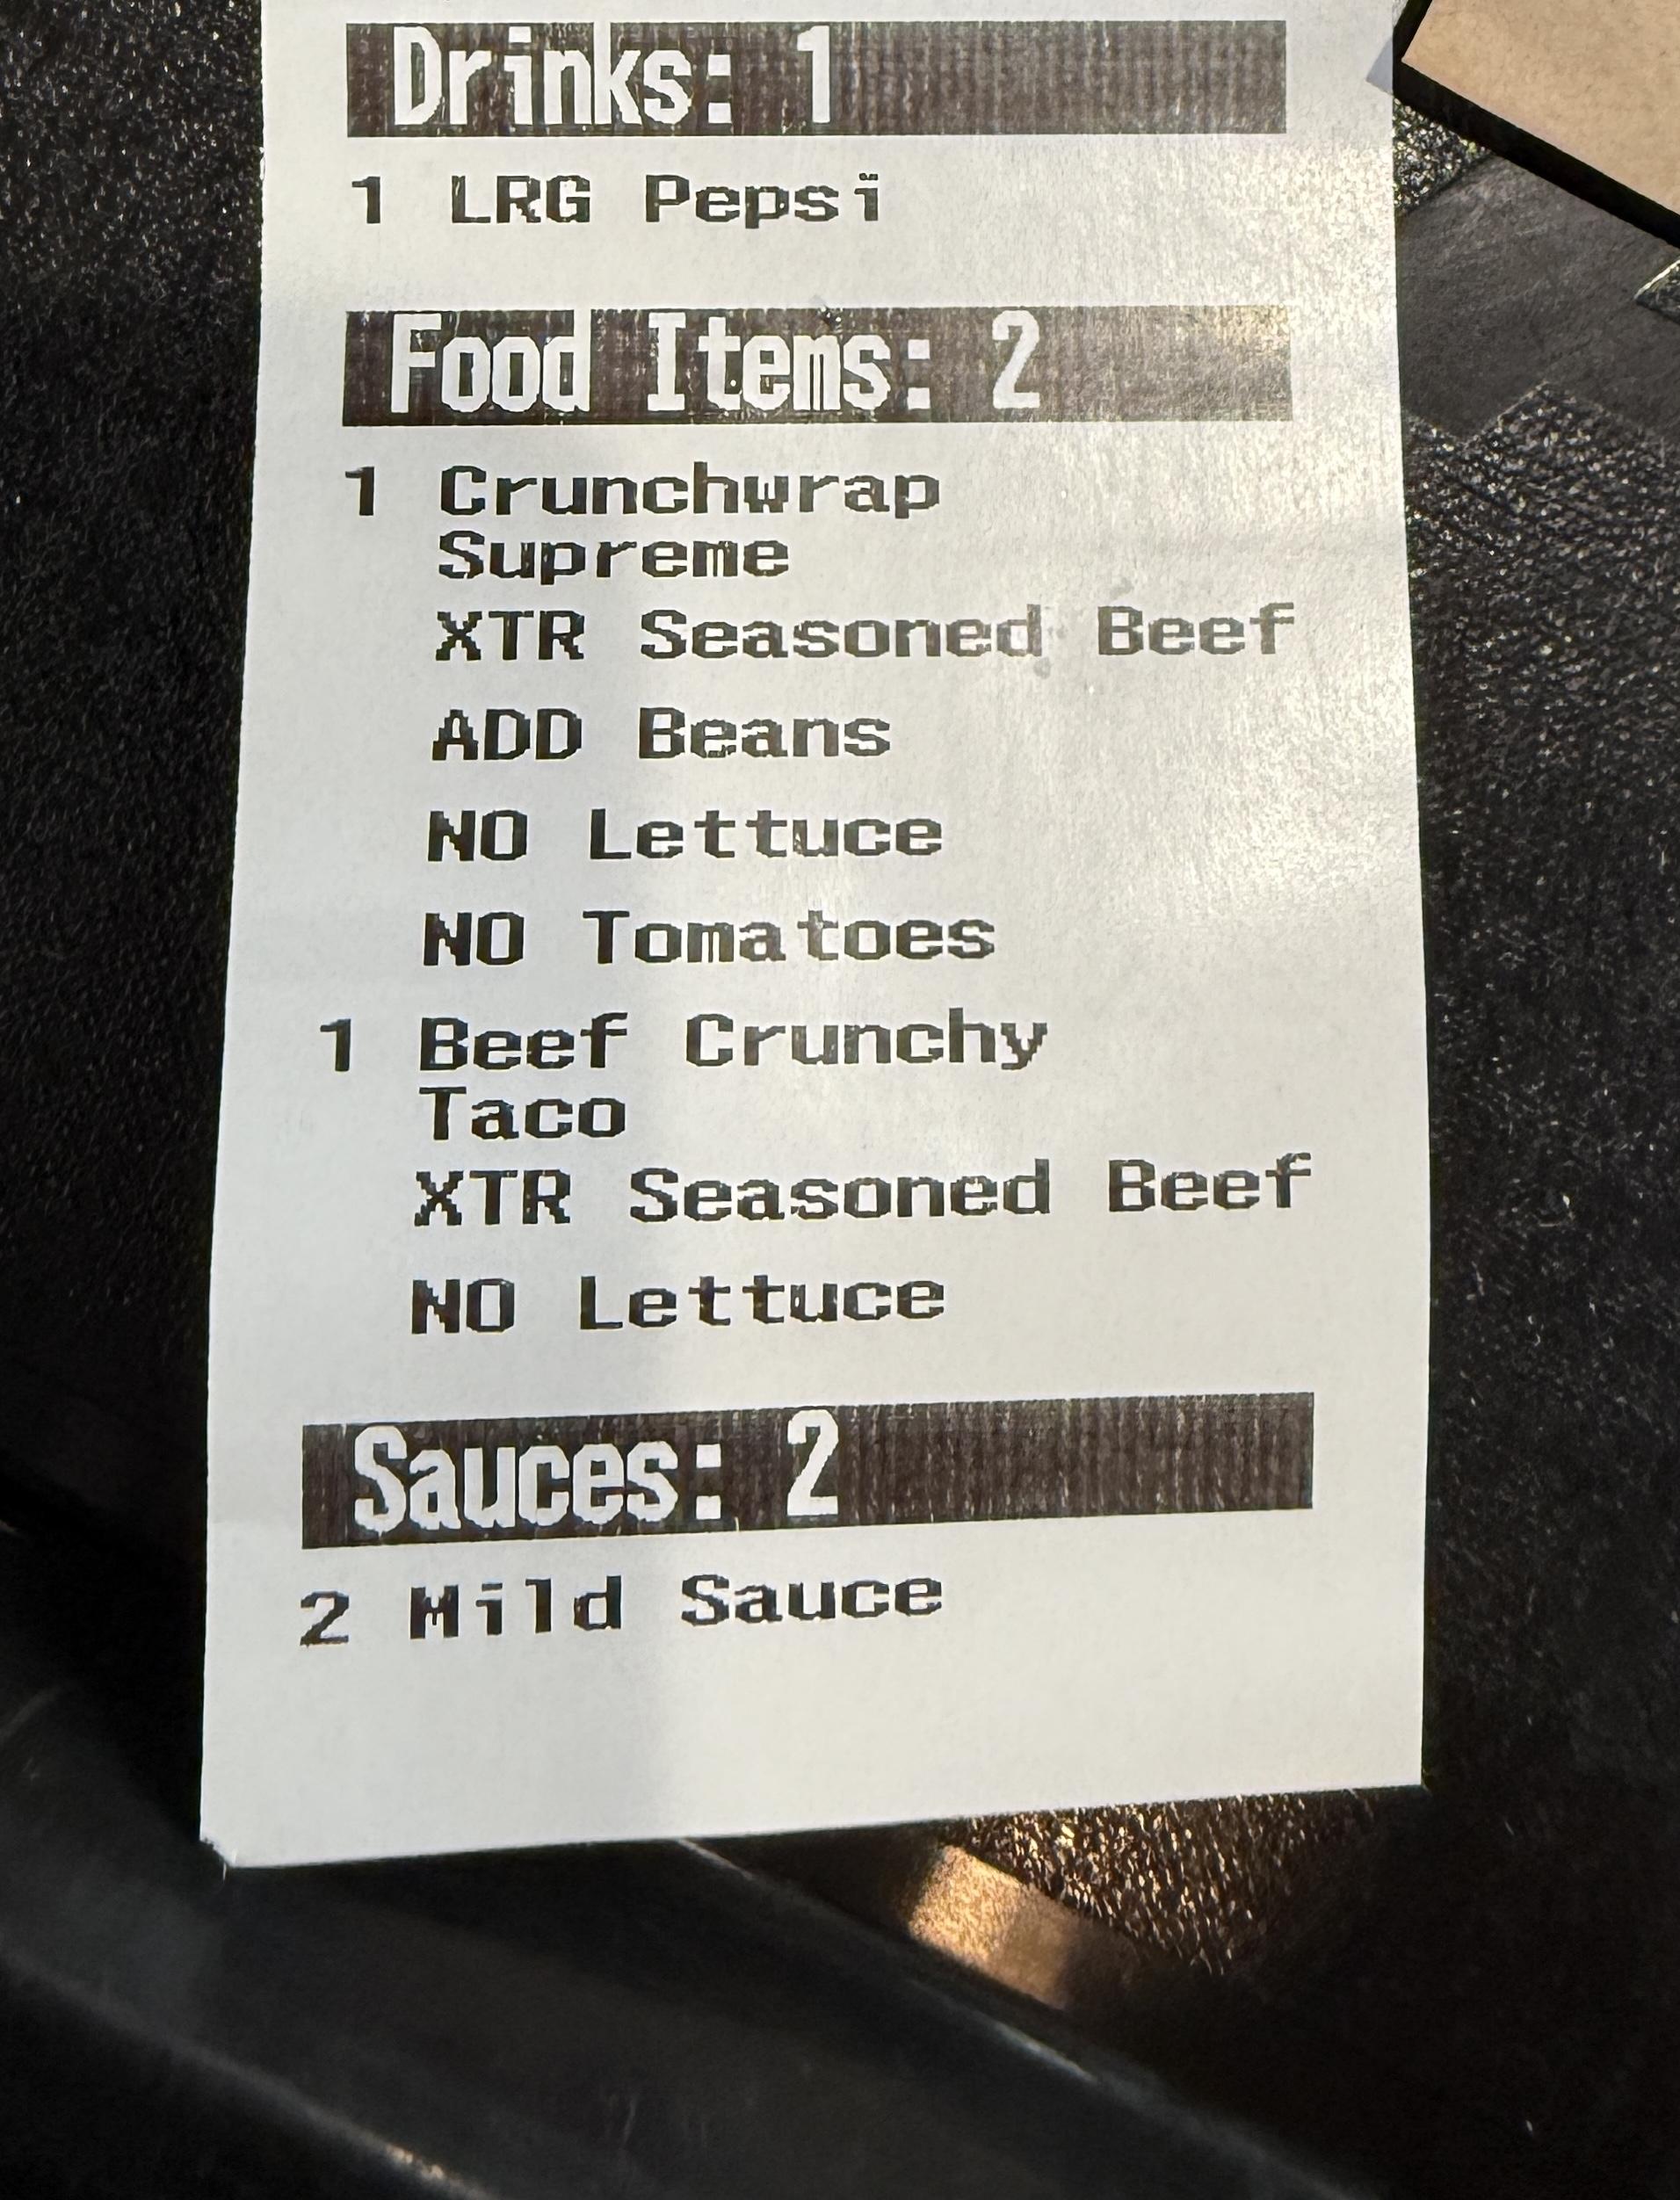 Drinks: 1
1 LRG Pepsi
Food Items: 2
1 Crunchwrap
Supreme
XTR Seasoned Beef
ADD Beans
NO Lettuce
NO Tomatoes
1 Beef Crunchy
Taco
XTR Seasoned Beef
NO Lettuce
Sauces: 2
2 Mild Sauce